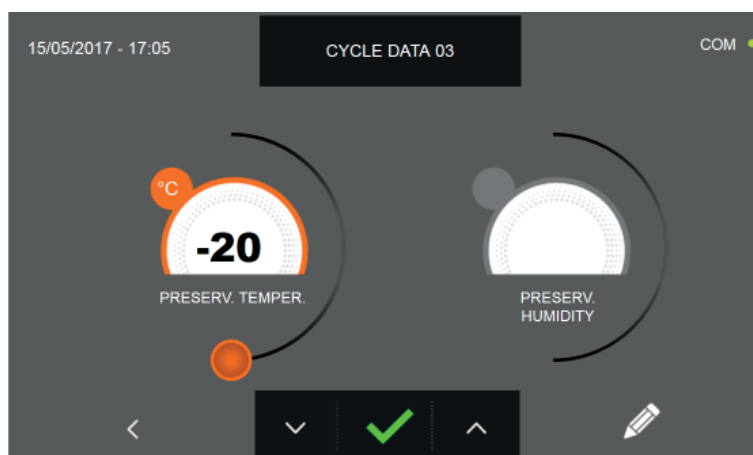 15/05/2017 - 17:05
CYCLE DATA 03
COM
°C
-20
PRESERV. TEMPER.
PRESERV.
HUMIDITY